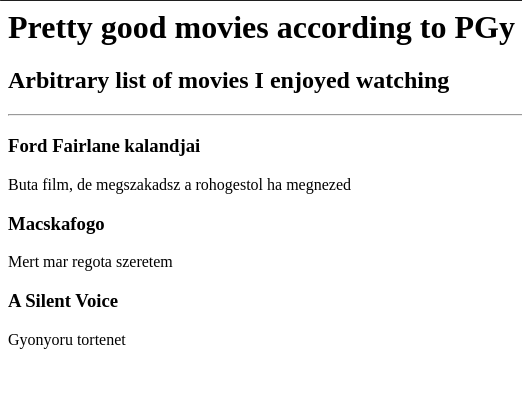 Pretty good movies according to PGy
Arbitrary list of movies I enjoyed watching
Ford Fairlane kalandjai
Buta film, de megszakadsz a rohogestol ha megnezed
Macskafogo
Mert mar regota szeretem
A Silent Voice
Gyonyoru tortenet